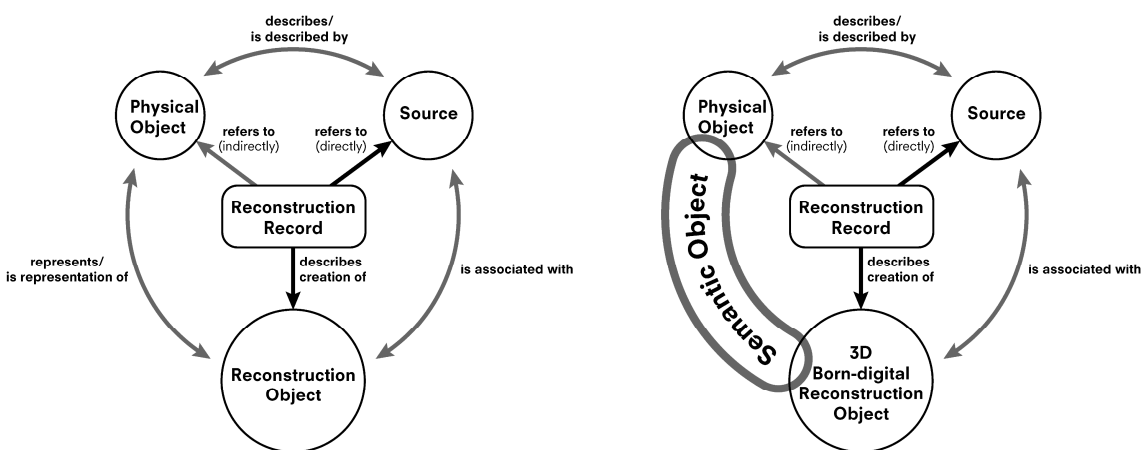 describes/
is described by
Physical
Object
Source
refers to
(indirectly)
refers to
(directly)
Reconstruction
Record
represents/
is representation of
describes
creation of
is associated with
Reconstruction
Object
describes/
is described by
Physical
Object
Source
refers to
(indirectly)
refers to
(directly)
Semantic Object
Reconstruction
Record
describes
creation of
is associated with
3D
Born-digital
Reconstruction
Object